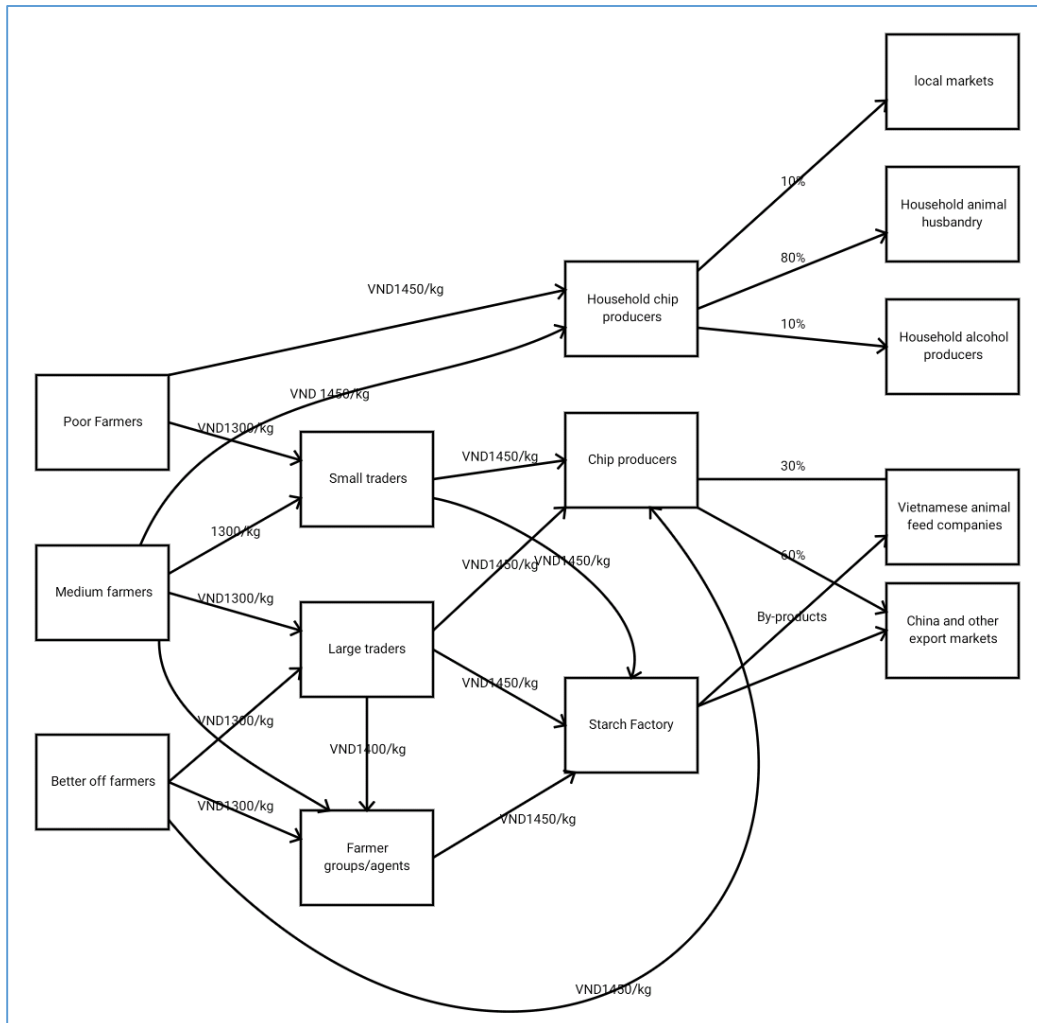 local markets
10%
Household animal
husbandry
80%
VND1450/kg
Household chip
producers
10%
Household alcohol
producers
VND 1450/kg
Poor Farmers
VND1300/kg
Small traders
VND1450/kg
Chip producers
30%
Vietnamese animal
feed companies
1300/kg
VND1450/kg
VND1450/kg
60%
Medium farmers
VND1300/kg
Large traders
By-products
China and other
export markets
VND1450/kg
VND1300/kg
VND1400/kg
Starch Factory
Better off farmers
VND1300/kg
Farmer
groups/agents
VND1450/kg
VND1450/kg